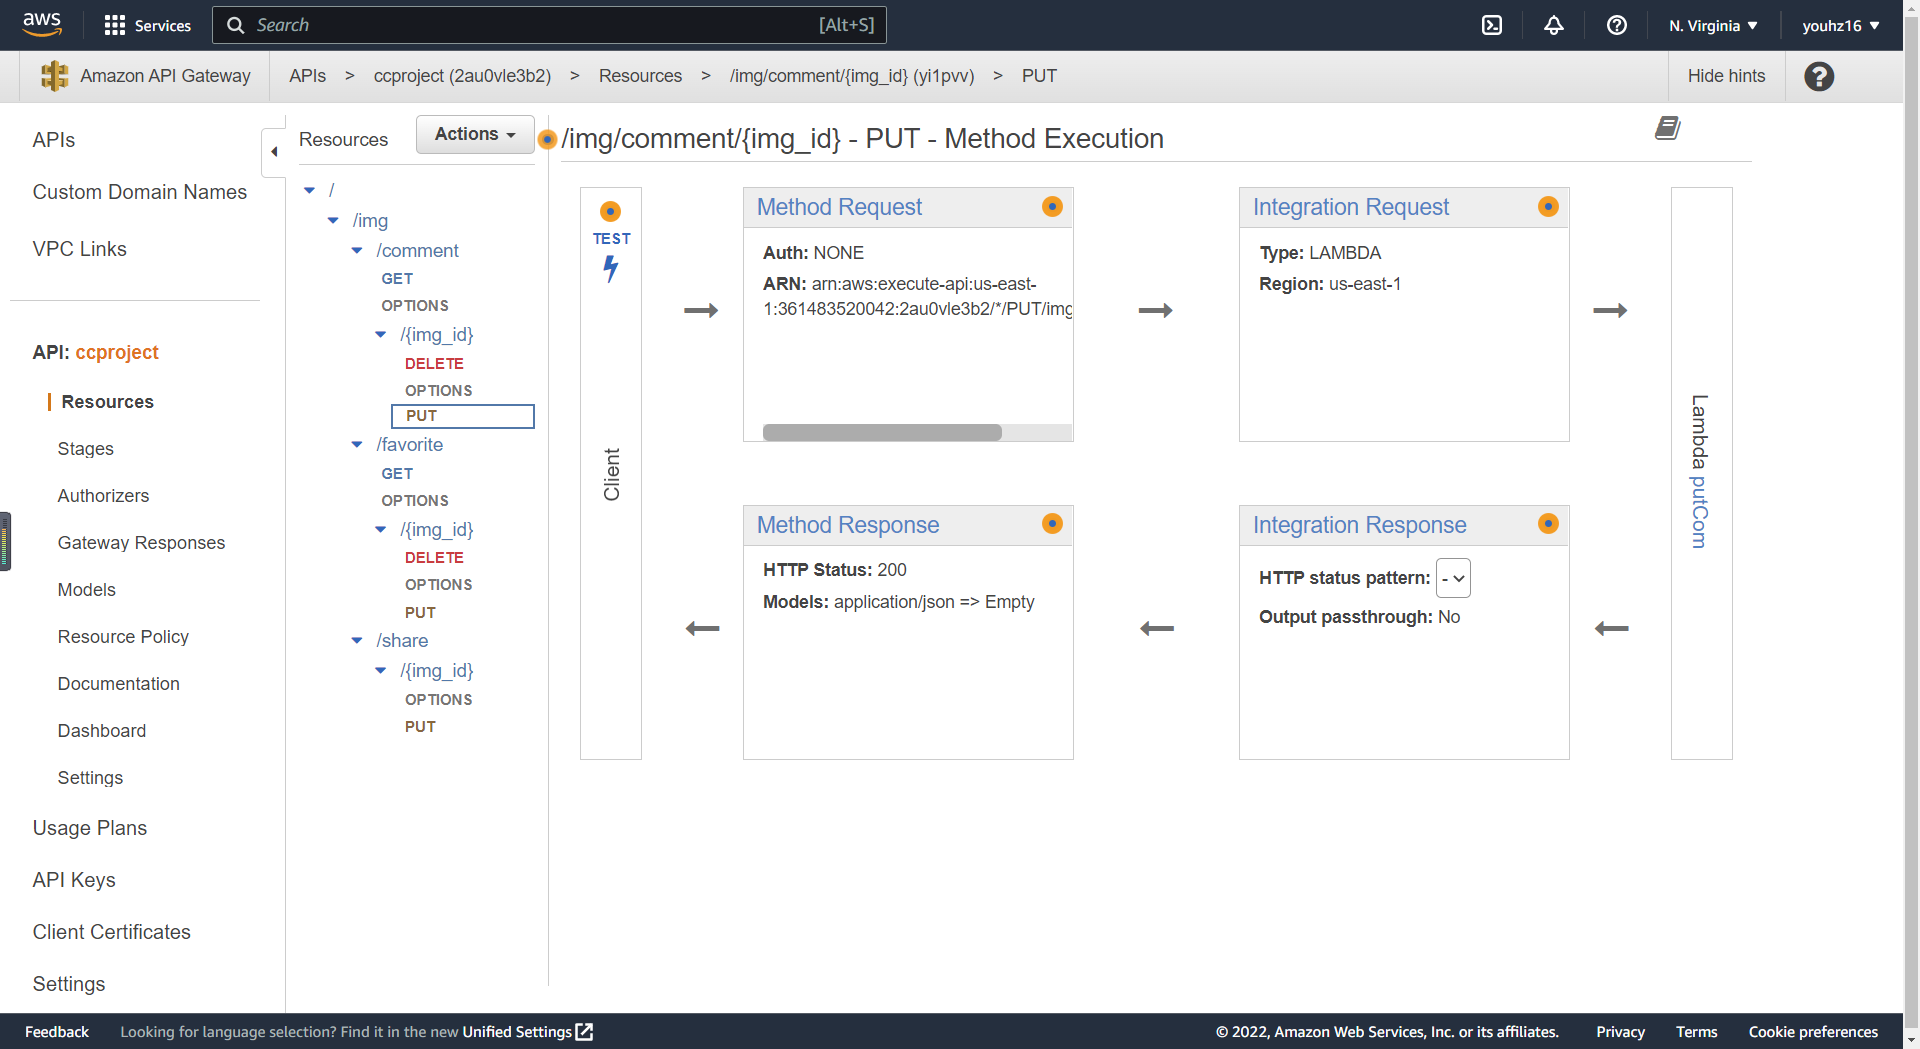 aws
Services
Search
[Alt+S]
N. Virginia
youhz16
Amazon API Gateway
APIs > ccproject (2au0vle3b2) > Resources > /img/comment/{img_id} (yi1pvv) > PUT
Hide hints
APIs
Custom Domain Names
VPC Links
API: ccproject
Resources
Stages
Authorizers
Gateway Responses
Models
Resource Policy
Documentation
Dashboard
Settings
Usage Plans
API Keys
Client Certificates
Settings
Resources
Actions
/
/img
/comment
GET
OPTIONS
/{img_id}
DELETE
OPTIONS
PUT
/favorite
GET
OPTIONS
/{img_id}
DELETE
OPTIONS
PUT
/share
/{img_id}
OPTIONS
PUT
/img/comment/{img_id} - PUT - Method Execution
TEST
Client
Method Request
Auth: NONE
ARN: arn:aws:execute-api:us-east-
1:361483520042:2au0vle3b2/*/PUT/img
Integration Request
Type: LAMBDA
Region: us-east-1
Lambda putCom
Method Response
HTTP Status: 200
Models: application/json => Empty
Integration Response
HTTP status pattern: -
Output passthrough: No
Feedback
Looking for language selection? Find it in the new Unified Settings
© 2022, Amazon Web Services, Inc. or its affiliates.
Privacy
Terms
Cookie preferences